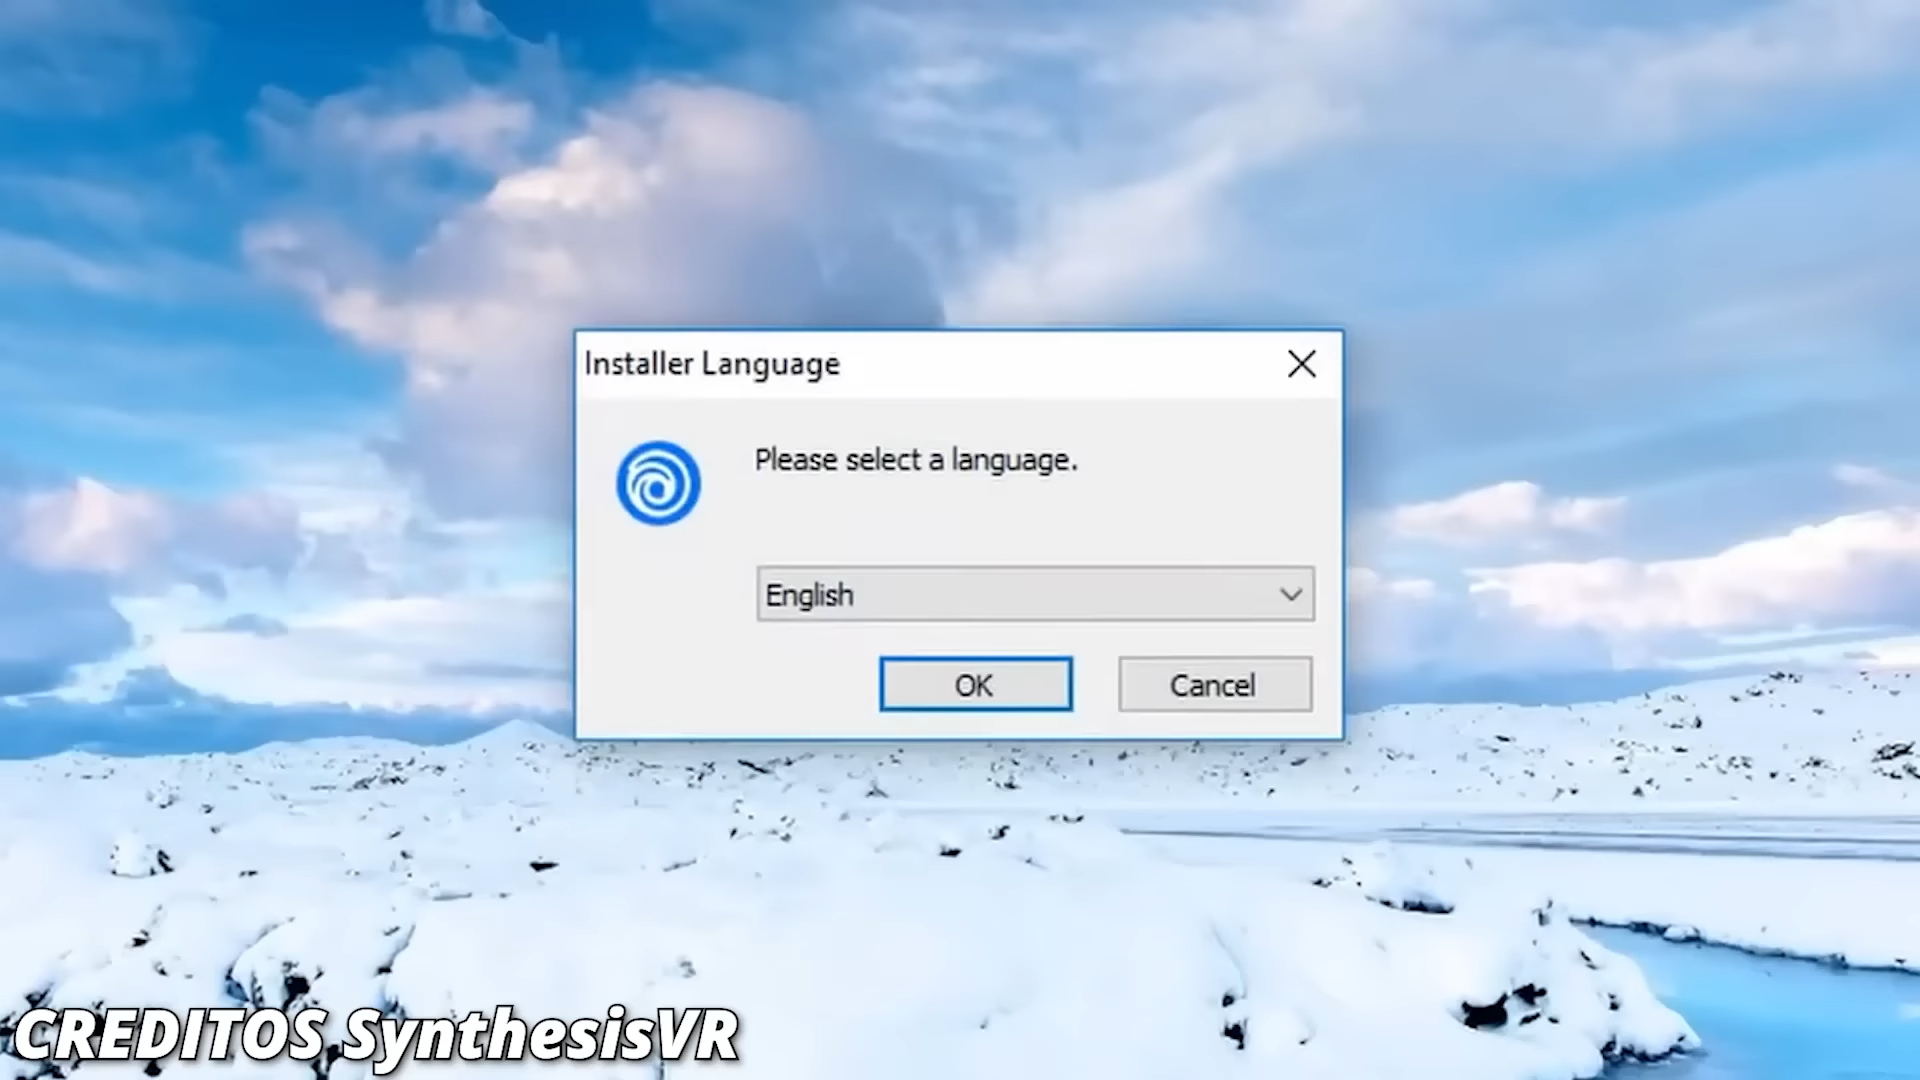 Installer Language
Please select a language.
English
OK
Cancel
CREDITOS SynthesisVR